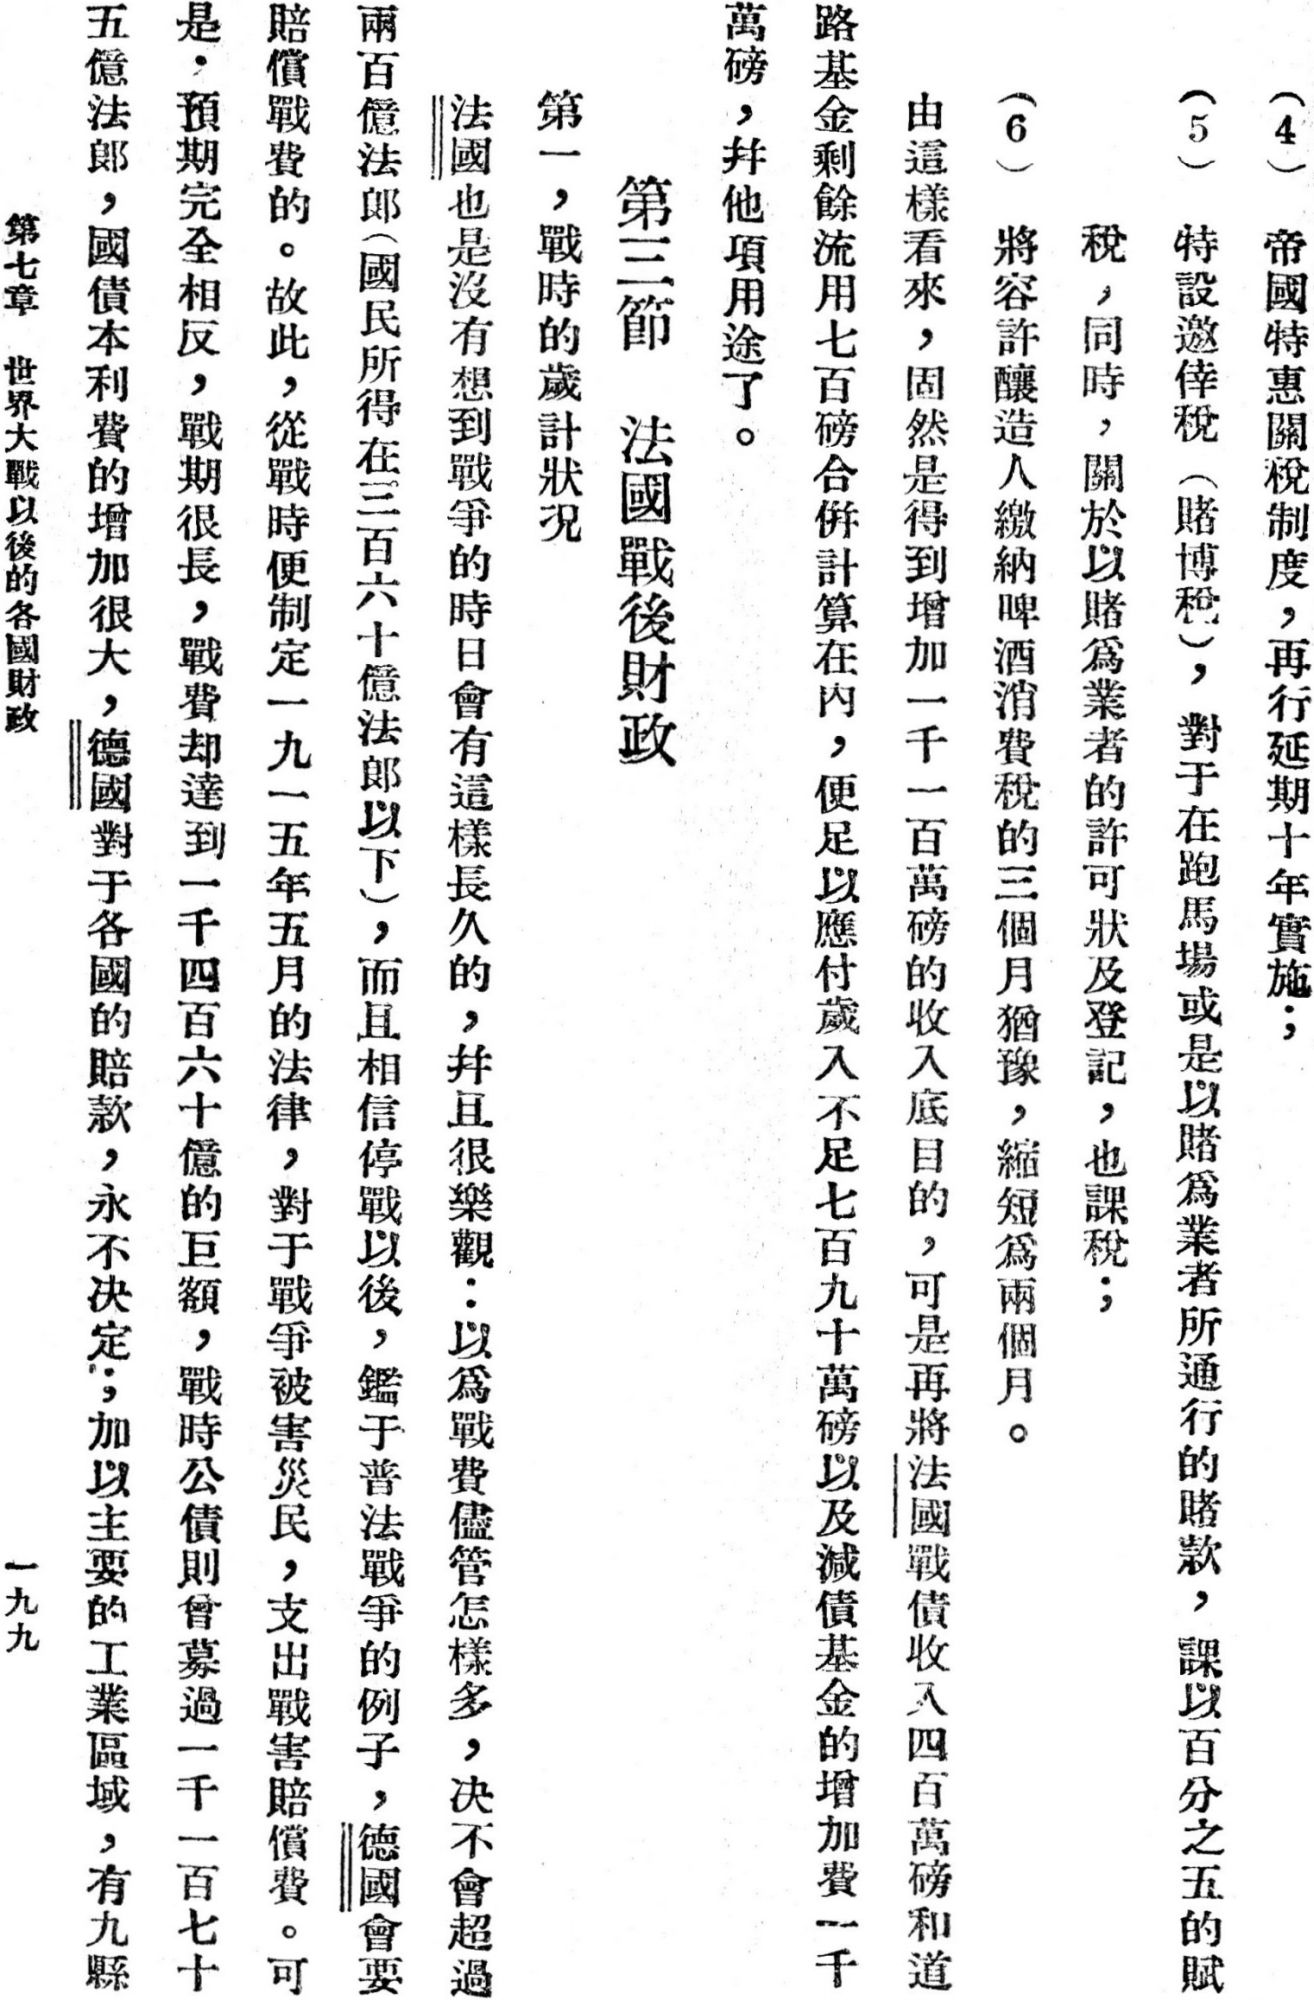 （4） 帝國特惠關稅制度，再行延期十年實施；
（5） 特設邀倖稅（賭博稅），對于在跑馬場或是以賭爲業者所通行的賭款，課以百分之五的賦
稅，同時，關於以賭爲業者的許可狀及登記，也課稅；
（6） 將容許釀造人繳納啤酒消費稅的三個月猶豫，縮短爲兩個月。
由這樣看來，固然是得到增加一千一百萬磅的收入底目的，可是再將法國戰債收入四百萬磅和道
路基金剩餘流用七百磅合併計算在內，便足以應付歲入不足七百九十萬磅以及減債基金的增加費一千
萬磅，幷他項用途了。
第三節 法國戰後財政
第一，戰時的歲計狀況
法國也是沒有想到戰爭的時日會有這樣長久的，幷且很樂觀：以爲戰費儘管怎樣多，决不會超過
兩百億法郞（國民所得在三百六十億法郞以下），而且相信停戰以後，鑑于普法戰爭的例子，德國會要
賠償戰費的。故此，從戰時便制定一九一五年五月的法律，對于戰爭被害災民，支出戰害賠償費。可
是，預期完全相反，戰期很長，戰費却達到一千四百六十億的巨額，戰時公債則曾募過一千一百七十
五億法郞，國債本利費的增加很大，德國對于各國的賠款，永不决定；加以主要的工業區域，有九縣
第七章 世界大戰以後的各國財政
一九九